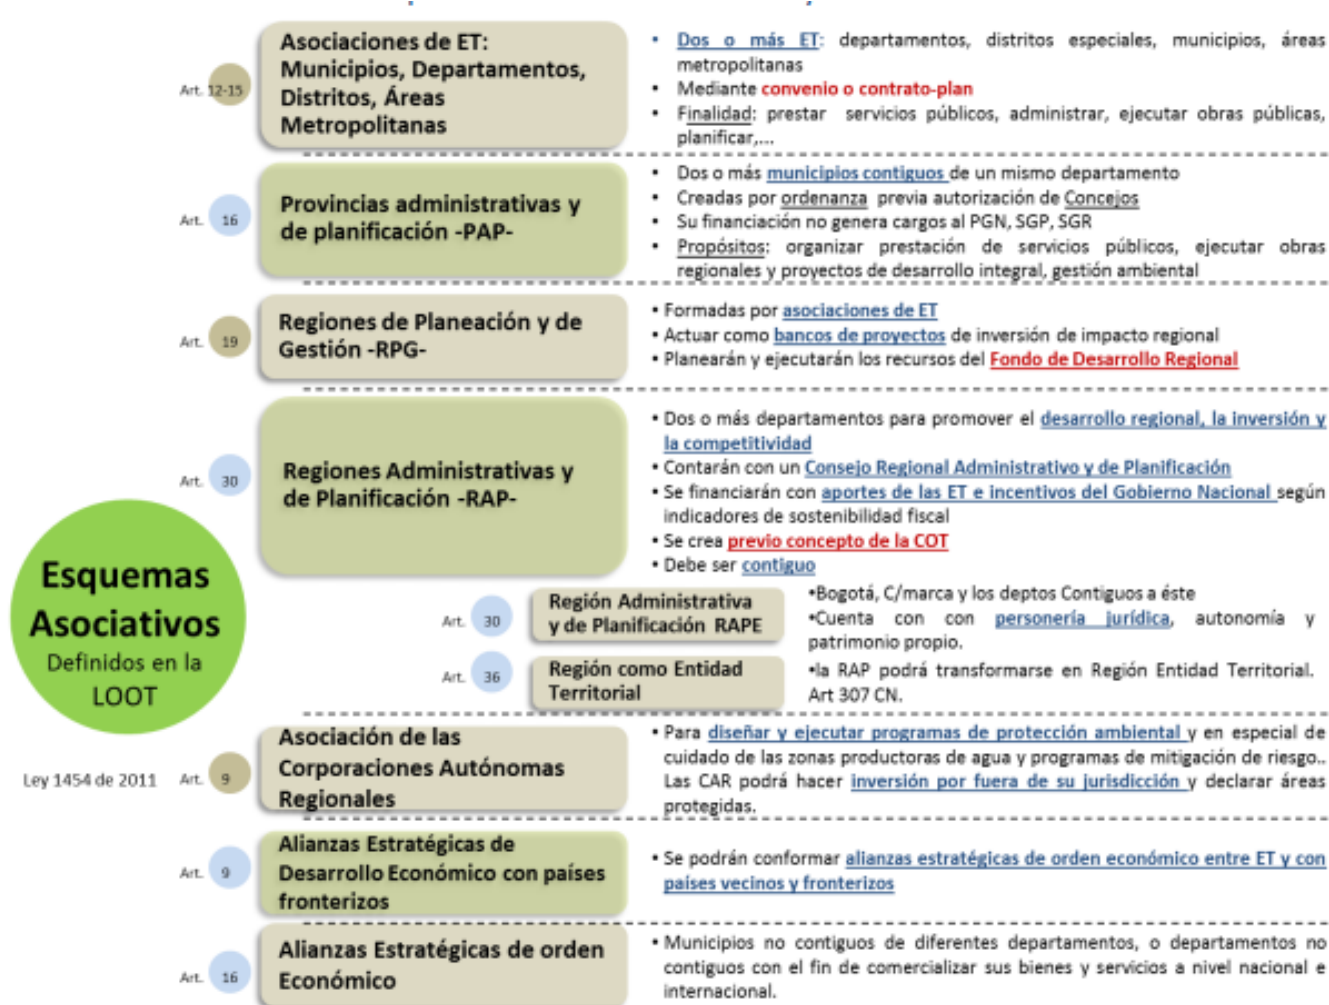 Asociaciones de ET:
Municipios, Departamentos,
Distritos, Áreas
Metropolitanas
Art. 12-15
• Dos o más ET: departamentos, distritos especiales, municipios, áreas
metropolitanas
• Mediante convenio o contrato-plan
• Finalidad: prestar servicios públicos, administrar, ejecutar obras públicas,
planificar,...
Art. 16
Provincias administrativas y
de planificación -PAP-
• Dos o más municipios contiguos de un mismo departamento
• Creadas por ordenanza previa autorización de Concejos
• Su financiación no genera cargos al PGN, SGP, SGR
• Propósitos: organizar prestación de servicios públicos, ejecutar obras
regionales y proyectos de desarrollo integral, gestión ambiental
Art. 19
Regiones de Planeación y de
Gestión -RPG-
• Formadas por asociaciones de ET
• Actuar como bancos de proyectos de inversión de impacto regional
• Planearán y ejecutarán los recursos del Fondo de Desarrollo Regional
Art. 30
Regiones Administrativas y
de Planificación -RAP-
• Dos o más departamentos para promover el desarrollo regional, la inversión y
la competitividad
• Contarán con un Consejo Regional Administrativo y de Planificación
• Se financiarán con aportes de las ET e incentivos del Gobierno Nacional según
indicadores de sostenibilidad fiscal
• Se crea previo concepto de la COT
• Debe ser contiguo
Esquemas
Asociativos
Definidos en la
LOOT
Art. 30
Región Administrativa
y de Planificación RAPE
•Bogotá, C/marca y los deptos Contiguos a éste
•Cuenta con con personería jurídica, autonomía y
patrimonio propio.
Art. 36
Región como Entidad
Territorial
•la RAP podrá transformarse en Región Entidad Territorial.
Art 307 CN.
Ley 1454 de 2011
Art. 9
Asociación de las
Corporaciones Autónomas
Regionales
• Para diseñar y ejecutar programas de protección ambiental y en especial de
cuidado de las zonas productoras de agua y programas de mitigación de riesgo..
Las CAR podrá hacer inversión por fuera de su jurisdicción y declarar áreas
protegidas.
Art. 9
Alianzas Estratégicas de
Desarrollo Económico con países
fronterizos
• Se podrán conformar alianzas estratégicas de orden económico entre ET y con
países vecinos y fronterizos
Art. 16
Alianzas Estratégicas de orden
Económico
• Municipios no contiguos de diferentes departamentos, o departamentos no
contiguos con el fin de comercializar sus bienes y servicios a nivel nacional e
internacional.